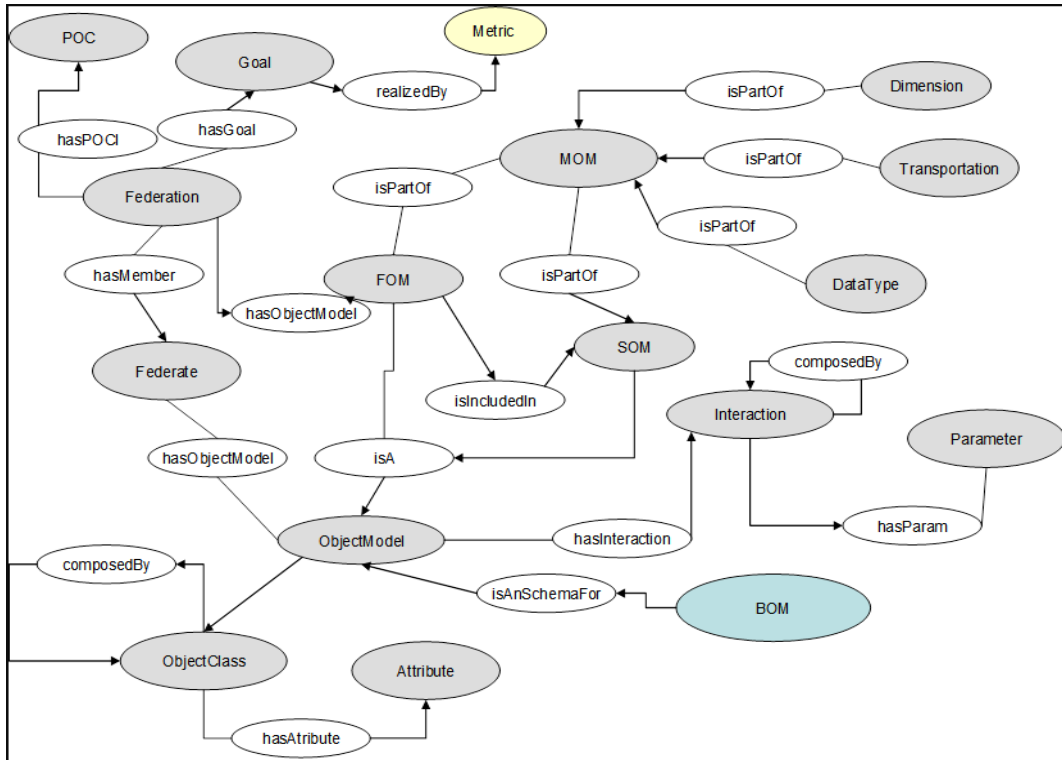 Metric
POC
Goal
realizedBy
isPartOf
Dimension
hasPOCI
hasGoal
MOM
isPartOf
Transportation
Federation
isPartOf
isPartOf
hasMember
FOM
isPartOf
DataType
hasObjectModel
Federate
SOM
composedBy
isIncludedIn
Interaction
Parameter
hasObjectModel
isA
hasParam
ObjectModel
hasInteraction
composedBy
isAnSchemaFor
BOM
ObjectClass
Attribute
hasAtribute